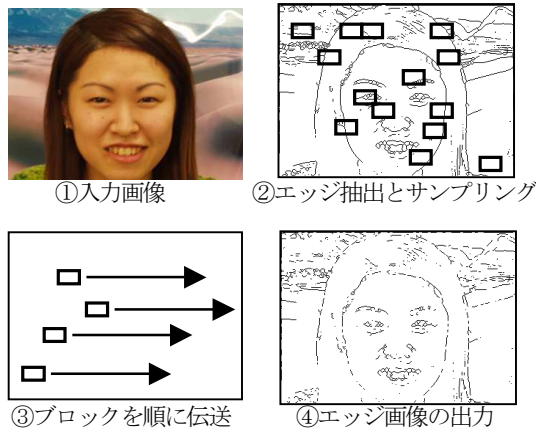 ①入力画像
②エッジ抽出とサンプリング
③ブロックを順に伝送
④エッジ画像の出力